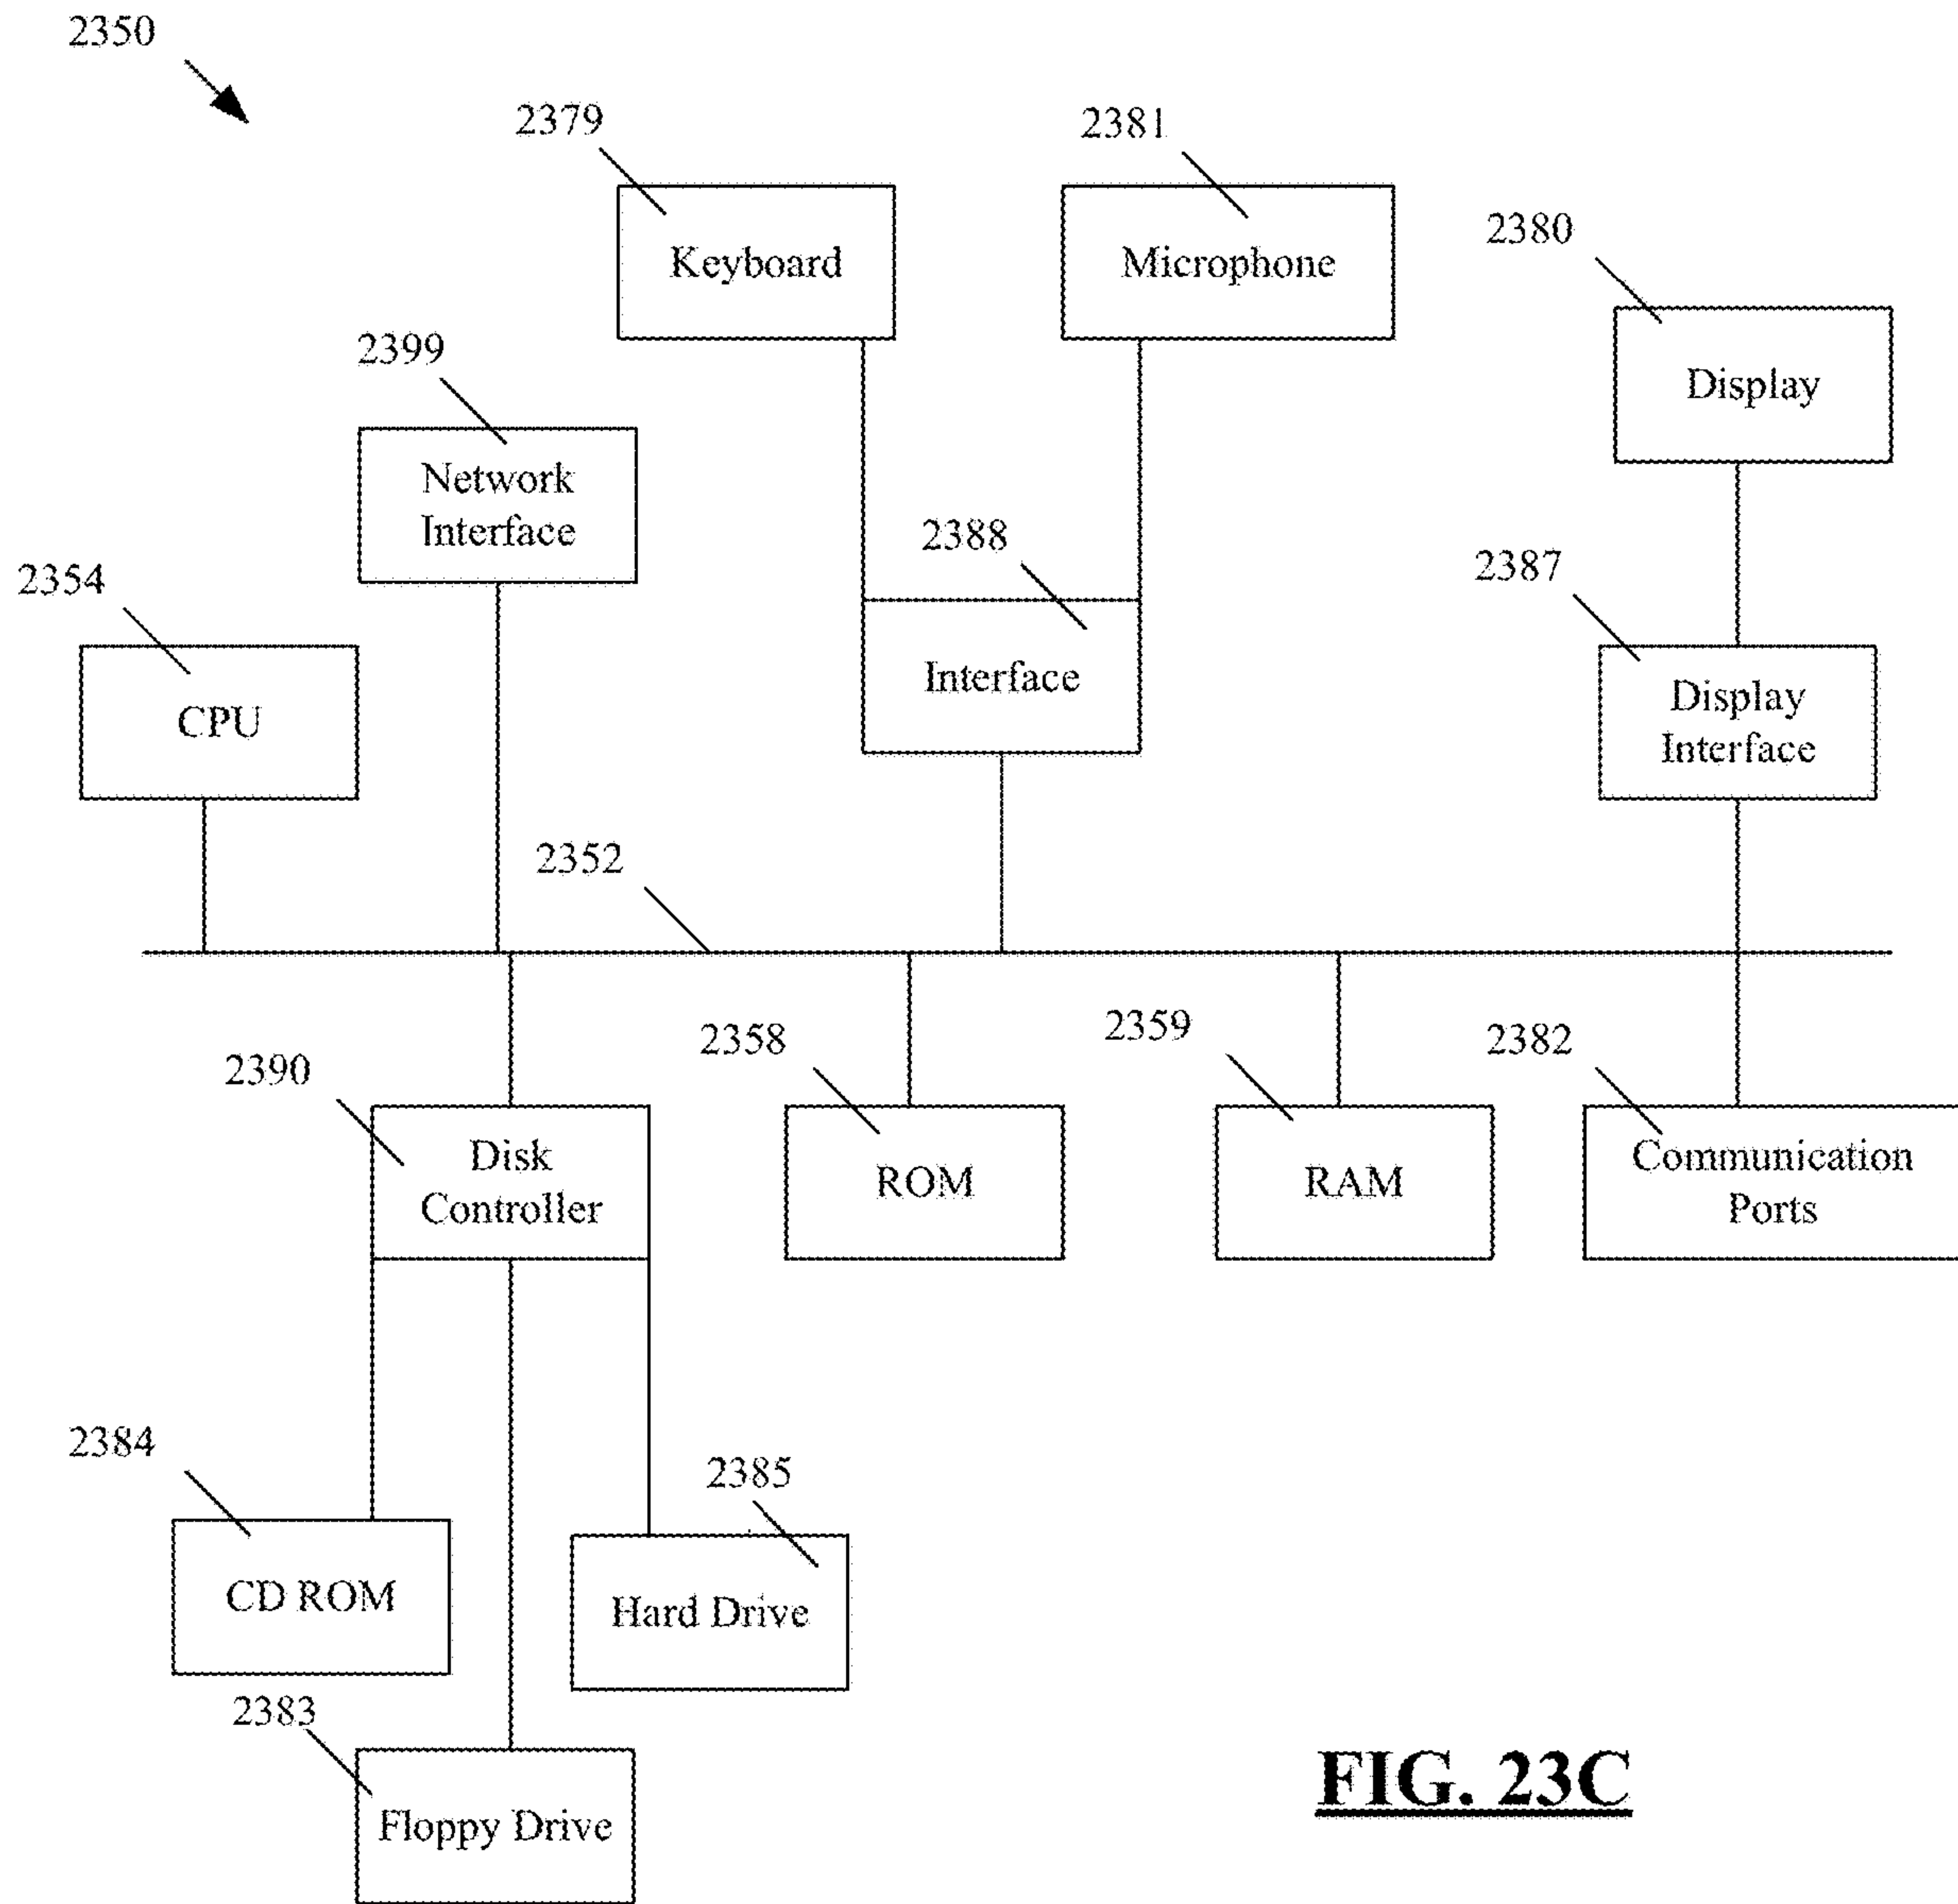 2350
2379
2381
Keyboard
Microphone
2380
Display
2399
Network
Interface
2388
Interface
2387
Display
Interface
2354
CPU
2352
2390
Disk
Controller
2358
ROM
2359
RAM
2382
Communication
Ports
2384
CD ROM
2385
Hard Drive
2383
Floppy Drive
FIG. 23C